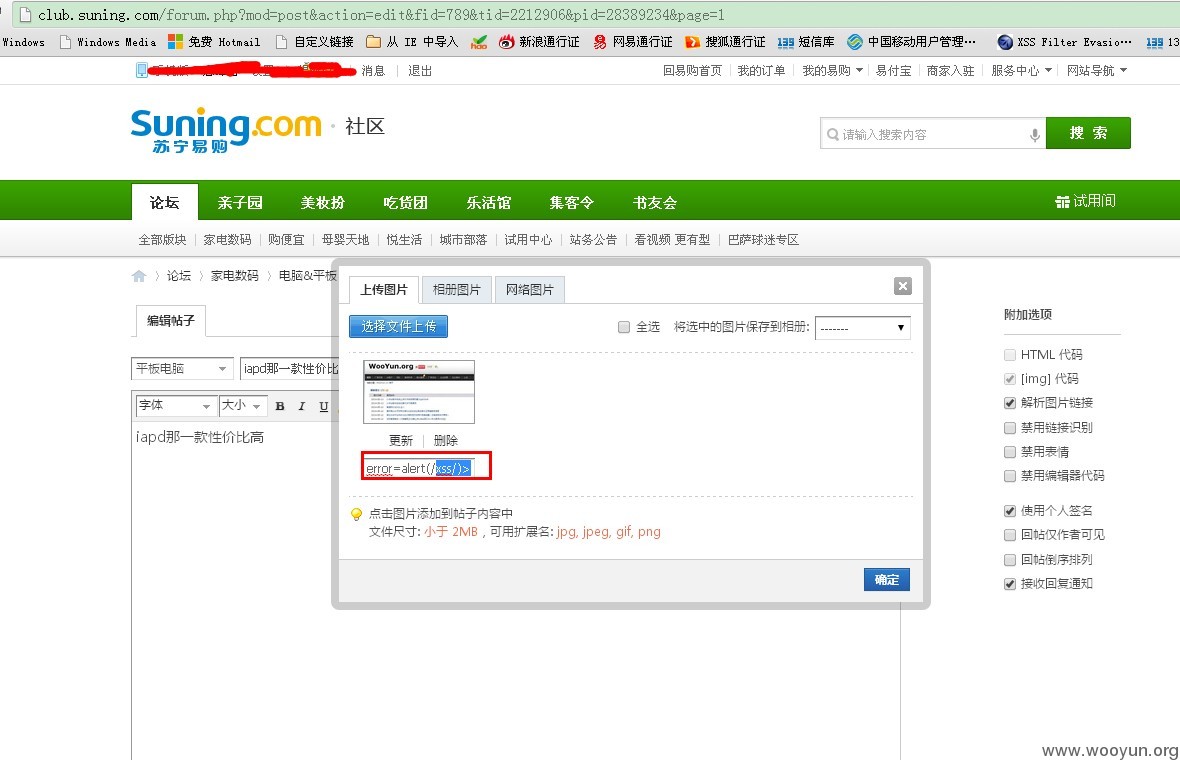 club.suning.com/forum.php?mod=post&action=edit&fid=789&tid=2212906&pid=28389234&page=1
Windows Windows Media 免费 Hotmail 自定义链接 从 IE 中导入 新浪通行证 网易通行证 搜狐通行证 短信库 中国移动用户管理… WS Filter Evasio… 13
消息 退出 回易购首页 我的订单 我的易购 易付宝 商家入驻 服务中心 网站导航
Suning.com · 社区
苏宁易购
请输入搜索内容 搜 索
论坛 亲子园 美妆扮 吃货团 乐活馆 集客令 书友会 试用间
全部版块 家电数码 购便宜 母婴天地 悦生活 城市部落 试用中心 站务公告 看视频 更有型 巴萨球迷专区
论坛 家电数码 电脑&平板
上传图片 相册图片 网络图片
编辑帖子
选择文件上传 全选 将选中的图片保存到相册: -------
平板电脑 iapd那一款性价比
字体 大小 B I U
iapd那一款性价比高
WooYun.org
更新 删除
error=alert(/xss/)>
点击图片添加到帖子内容中
文件尺寸: 小于 2MB , 可用扩展名: jpg, jpeg, gif, png
确定
附加选项
HTML 代码
[img] 代码
解析图片链接
禁用链接识别
禁用表情
禁用编辑器代码
使用个人签名
回帖仅作者可见
回帖倒序排列
接收回复通知
www.wooyun.org